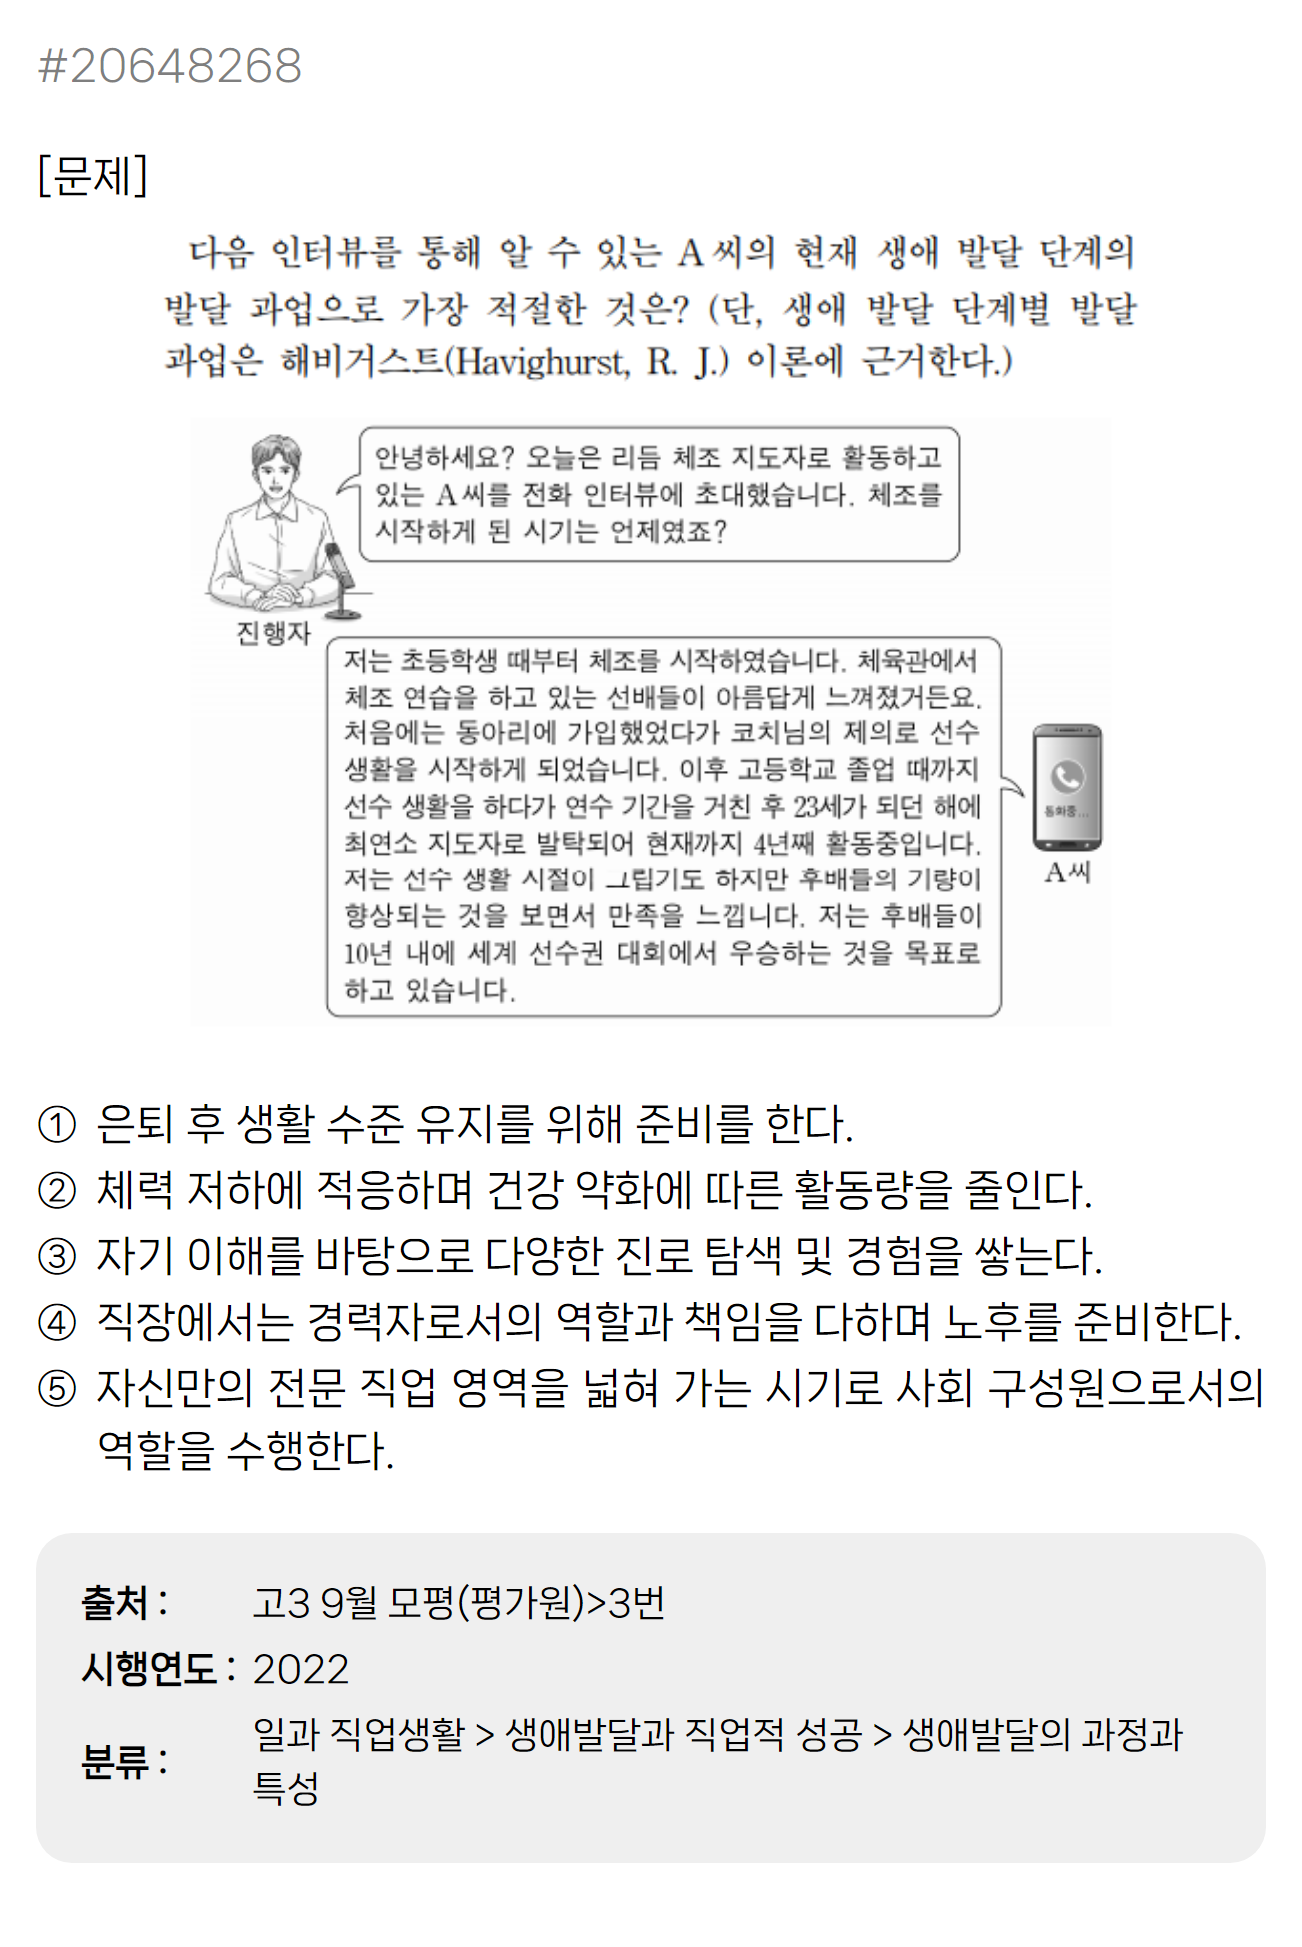 #20648268
[문제]
다음 인터뷰를 통해 알 수 있는 A씨의 현재 생애 발달 단계의
발달 과업으로 가장 적절한 것은? (단, 생애 발달 단계별 발달
과업은 해비거스트(Havighurst, R. J.) 이론에 근거한다.)
안녕하세요? 오늘은 리듬 체조 지도자로 활동하고
있는 A씨를 전화 인터뷰에 초대했습니다. 체조를
시작하게 된 시기는 언제였죠?
진행자
저는 초등학생 때부터 체조를 시작하였습니다. 체육관에서
체조 연습을 하고 있는 선배들이 아름답게 느껴졌거든요.
처음에는 동아리에 가입했었다가 코치님의 제의로 선수
생활을 시작하게 되었습니다. 이후 고등학교 졸업 때까지
선수 생활을 하다가 연수 기간을 거친 후 23세가 되던 해에
최연소 지도자로 발탁되어 현재까지 4년째 활동중입니다.
저는 선수 생활 시절이 그립기도 하지만 후배들의 기량이
향상되는 것을 보면서 만족을 느낍니다. 저는 후배들이
10년 내에 세계 선수권 대회에서 우승하는 것을 목표로
하고 있습니다.
통화중...
A씨
① 은퇴 후 생활 수준 유지를 위해 준비를 한다.
② 체력 저하에 적응하며 건강 약화에 따른 활동량을 줄인다.
③ 자기 이해를 바탕으로 다양한 진로 탐색 및 경험을 쌓는다.
④ 직장에서는 경력자로서의 역할과 책임을 다하며 노후를 준비한다.
⑤ 자신만의 전문 직업 영역을 넓혀 가는 시기로 사회 구성원으로서의
역할을 수행한다.
출처 : 고3 9월 모평(평가원)>3번
시행연도 : 2022
분류 : 일과 직업생활 > 생애발달과 직업적 성공 > 생애발달의 과정과
특성